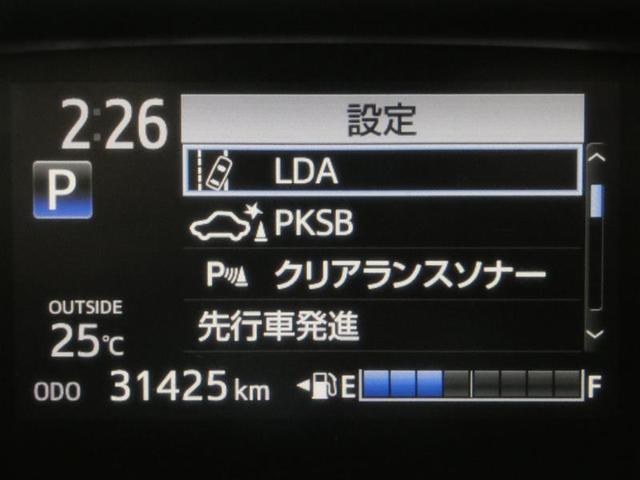 2:26
設定
P
LDA
PKSB
P クリアランスソナー
OUTSIDE
25℃
先行車発進
ODO 31425 km
E F